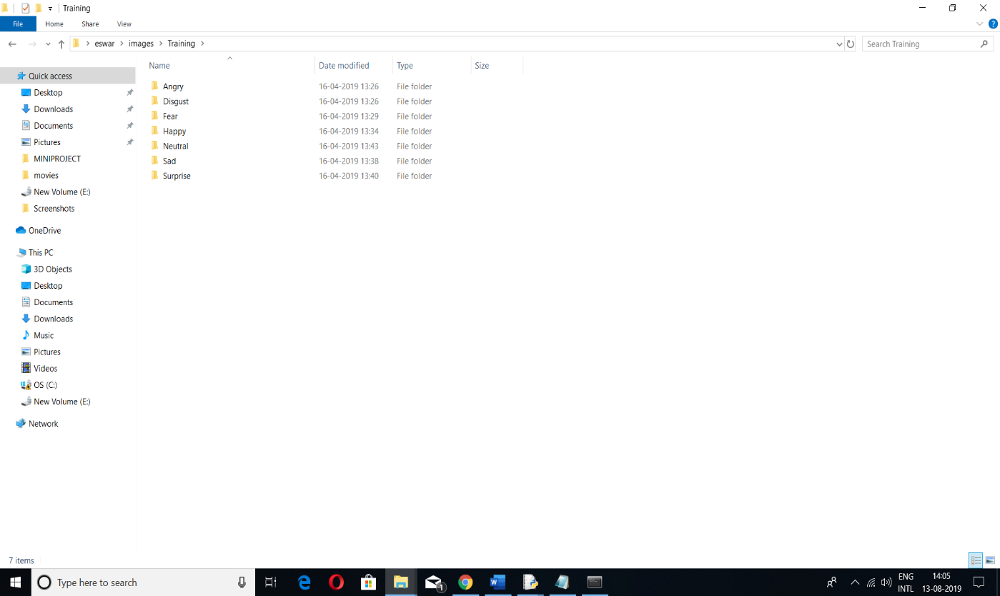 Training
File Home Share View
eswar images Training
Search Training
Name Date modified Type Size
Quick access
Desktop
Downloads
Documents
Pictures
MINIPROJECT
movies
New Volume (E:)
Screenshots
OneDrive
This PC
3D Objects
Desktop
Documents
Downloads
Music
Pictures
Videos
OS (C:)
New Volume (E:)
Network
Angry 16-04-2019 13:26 File folder
Disgust 16-04-2019 13:26 File folder
Fear 16-04-2019 13:29 File folder
Happy 16-04-2019 13:34 File folder
Neutral 16-04-2019 13:43 File folder
Sad 16-04-2019 13:38 File folder
Surprise 16-04-2019 13:40 File folder
7 items
Type here to search
1
ENG
INTL
14:05
13-08-2019